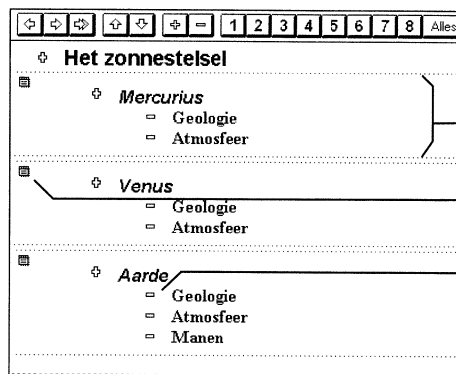 1 2 3 4 5 6 7 8 Alles
Het zonnestelsel
Mercurius
Geologie
Atmosfeer
Venus
Geologie
Atmosfeer
Aarde
Geologie
Atmosfeer
Manen